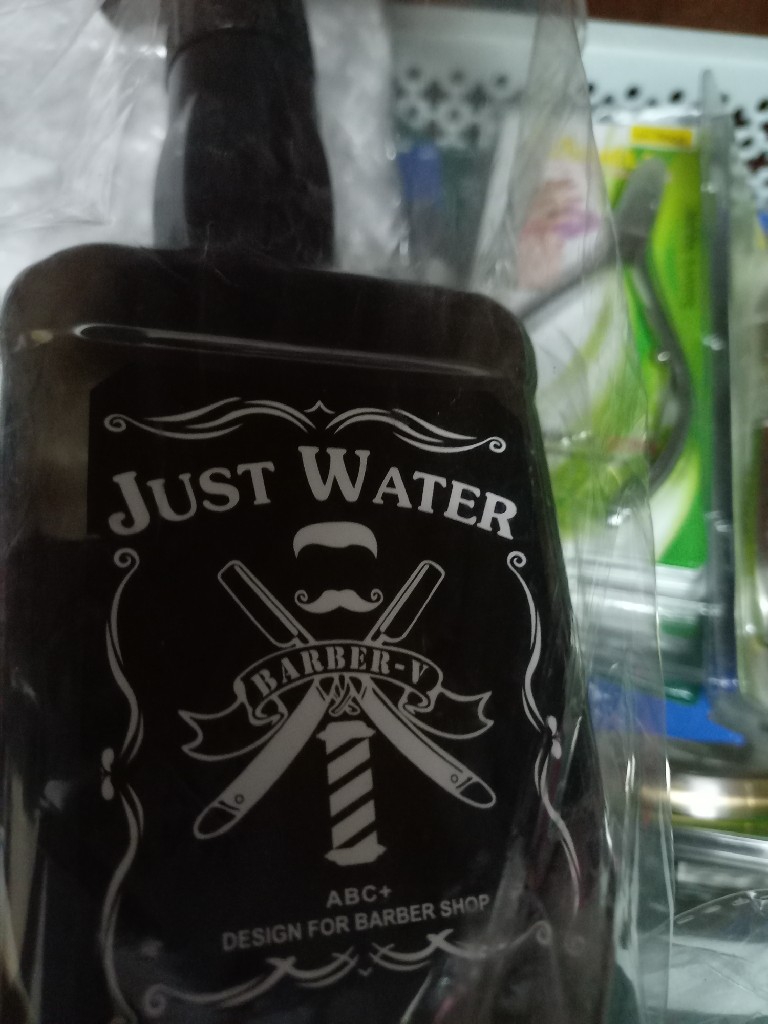 JUST WATER
BARBER-V
ABC+
DESIGN FOR BARBER SHOP